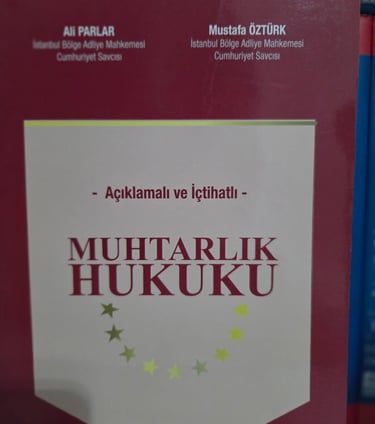 Ali PARLAR
İstanbul Bölge Adliye Mahkemesi
Cumhuriyet Savcısı
Mustafa ÖZTÜRK
İstanbul Bölge Adliye Mahkemesi
Cumhuriyet Savcısı
- Açıklamalı ve İçtihatlı -
MUHTARLIK
HUKUKU